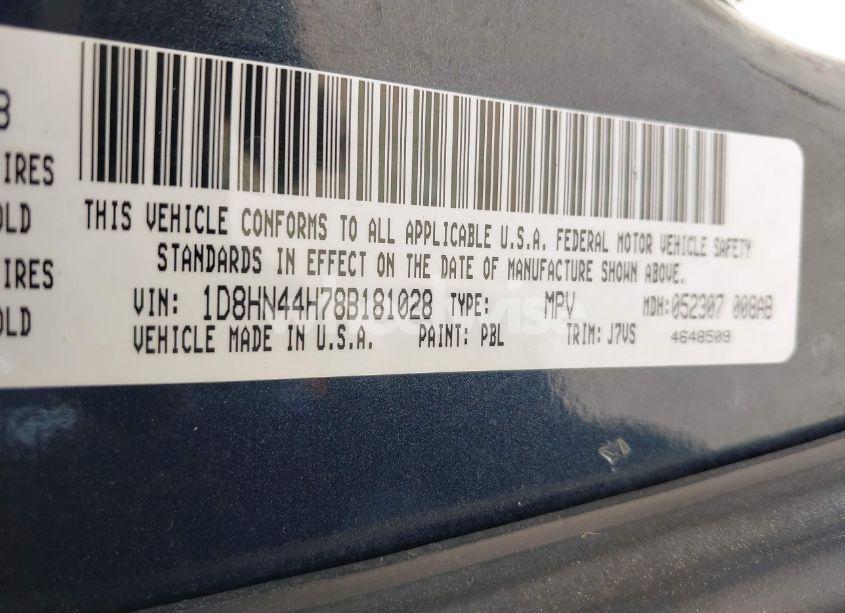 8
IRES
OLD
IRES
OLD
THIS VEHICLE CONFORMS TO ALL APPLICABLE U.S.A. FEDERAL MOTOR VEHICLE SAFETY
STANDARDS IN EFFECT ON THE DATE OF MANUFACTURE SHOWN ABOVE.
VIN: 1D8HN44H78B181028 TYPE: MPV MDH:052307 008AB
VEHICLE MADE IN U.S.A. PAINT: PBL TRIM: J7VS 4648509